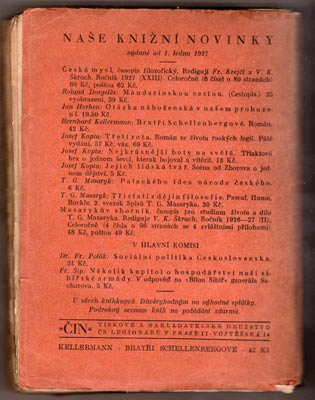 NAŠE KNIŽNÍ NOVINKY
vydané od 1. ledna 1927
Česká mysl, časopis filozofický. Redigují Fr. Krejčí a V. K.
Škrach. Ročník 1927 (XXIII). Celoročně (6 čísel o 80 stranách)
60 Kč, poštou 62 Kč.
Roland Dorgelès: Mandarinskou cestou. (Cestopis.) 25
vyobrazení. 39 Kč.
Jan Herben: Otázka náboženská v našem probuze-
ní. 19.50 Kč.
Bernhard Kellermann: Bratři Schellenbergové. Román.
42 Kč.
Josef Kopta: Třetí rota. Román ze života ruských legií. Páté
vydání. 57 Kč, váz. 69 Kč.
Josef Kopta: Nejkrásnější boty na světě. Tříaktová
hra o jednom ševci, kterak bojoval a vítězil. 18 Kč.
Josef Kopta: Jejich lidská tvář. Scéna od Zborova o jed-
nom dějství. 5 Kč.
T. G. Masaryk: Palackého idea národa českého.
6 Kč.
T. G. Masaryk: Tři stati z dějin filosofie. Pascal, Hume,
Buckle. 2. svazek Spisů T. G. Masaryka. 30 Kč.
Masarykův sborník, časopis pro studium života a díla
T. G. Masaryka. Rediguje V. K. Škrach. Ročník 1926—27 (II).
Celoročně (4 čísla o 96 stranách se 4 zvláštními přílohami)
48 Kč, poštou 49 Kč.
V HLAVNÍ KOMISI
Dr. Fr. Polák: Sociální politika Československa.
24 Kč.
Fr. Šíp: Několik kapitol o hospodářství naší si-
biřské armády. V odpověď na »Bílou Sibiř« generála Sa-
charova. 5 Kč.
U všech knihkupců Důvěryhodným na výhodné splátky.
Podrobný seznam knih na požádání zdarma.
»ČIN« TISKOVÉ A NAKLADATELSKÉ DRUŽSTVO
ČS. LEGIONÁŘŮ V PRAZE II-VOJTĚŠSKÁ 14
KELLERMANN - BRATŘI SCHELLENBERGOVÉ - 42 Kč